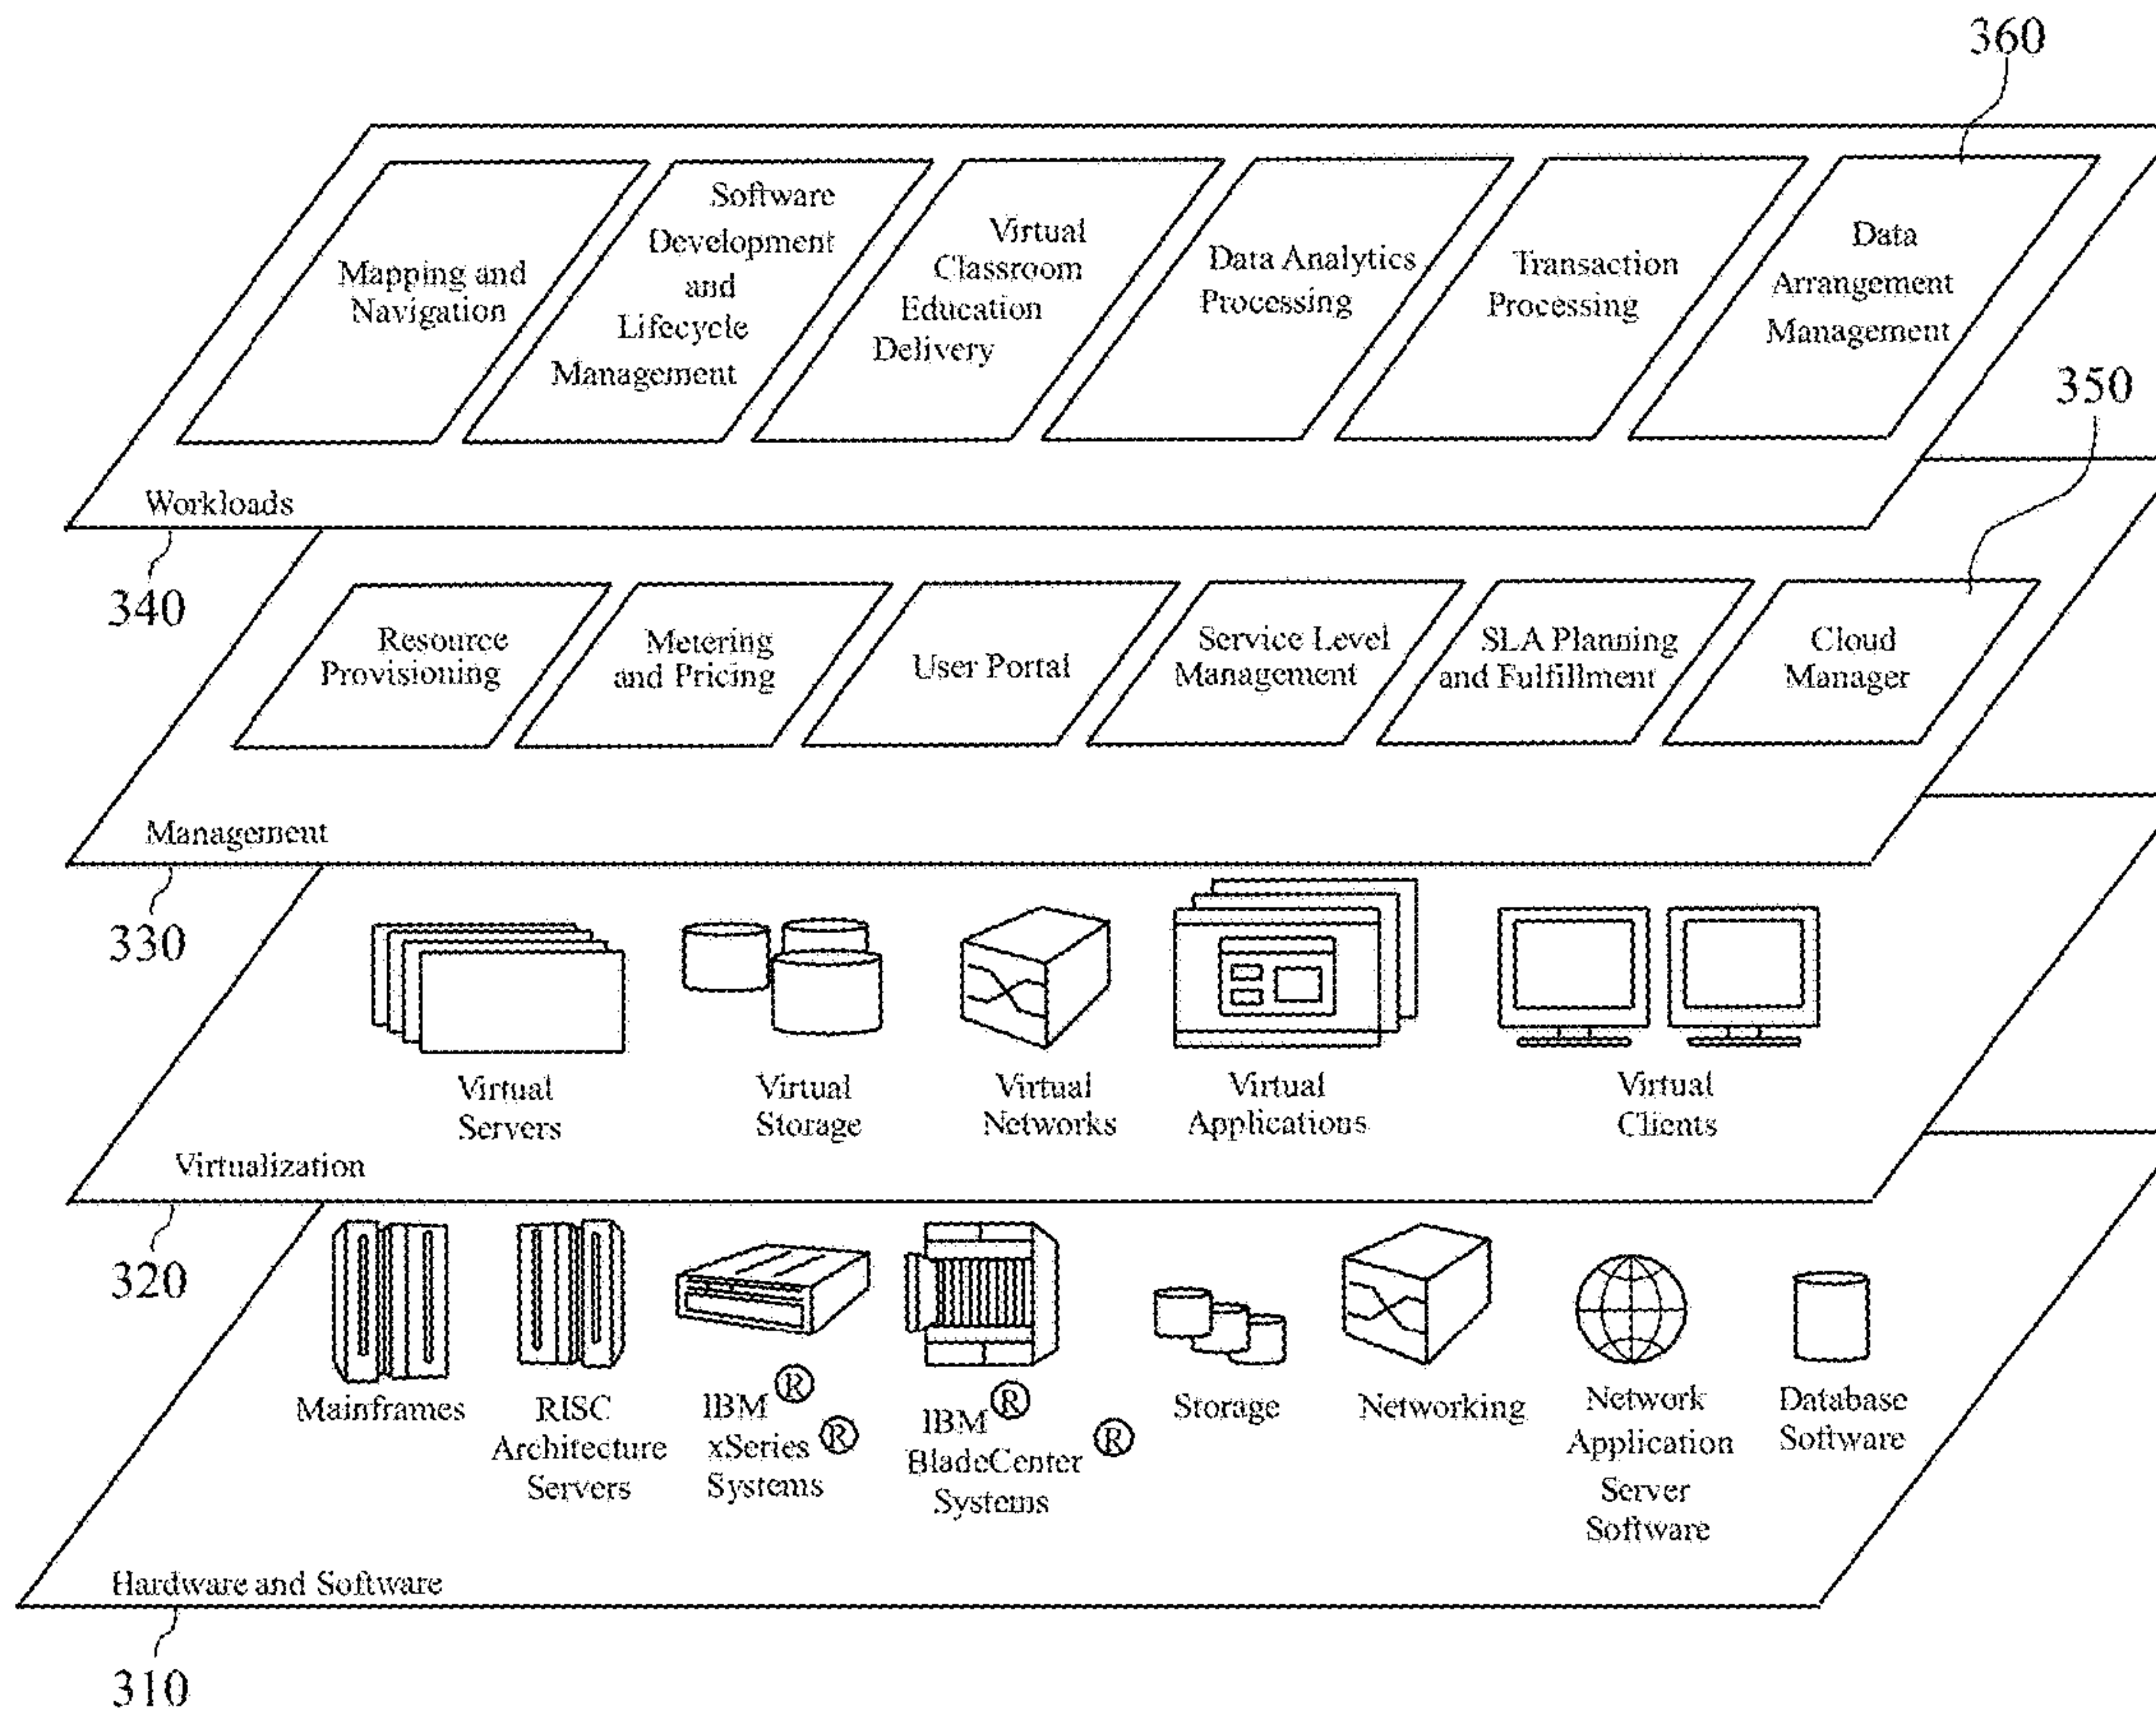 360
Mapping and
Navigation
Software
Development
and
Lifecycle
Management
Virtual
Classroom
Education
Delivery
Data Analytics
Processing
Transaction
Processing
Data
Arrangement
Management
Workloads
340
350
Resource
Provisioning
Metering
and Pricing
User Portal
Service Level
Management
SLA Planning
and Fulfillment
Cloud
Manager
Management
330
Virtual
Servers
Virtual
Storage
Virtual
Networks
Virtual
Applications
Virtual
Clients
Virtualization
320
Mainframes
RISC
Architecture
Servers
IBM ®
xSeries ®
Systems
IBM ®
BladeCenter ®
Systems
Storage
Networking
Network
Application
Server
Software
Database
Software
Hardware and Software
310